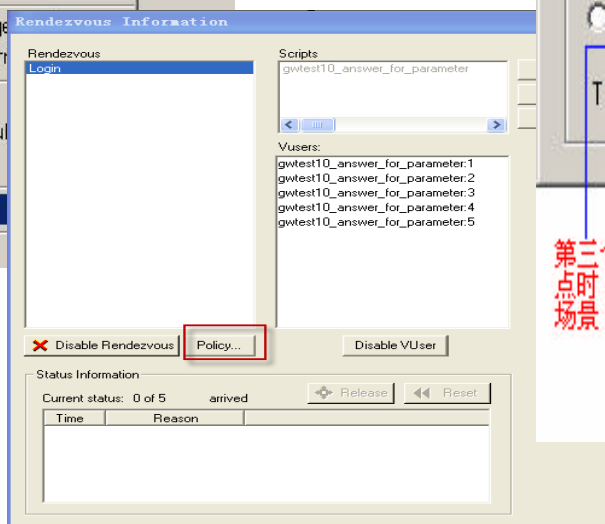 Rendezvous Information
Rendezvous
Login
Scripts
gwtest10_answer_for_parameter
Vusers:
gwtest10_answer_for_parameter:1
gwtest10_answer_for_parameter:2
gwtest10_answer_for_parameter:3
gwtest10_answer_for_parameter:4
gwtest10_answer_for_parameter:5
Disable Rendezvous
Policy...
Disable VUser
Status Information
Current status: 0 of 5 arrived
Release
Reset
Time Reason
T
第三
点时
场景